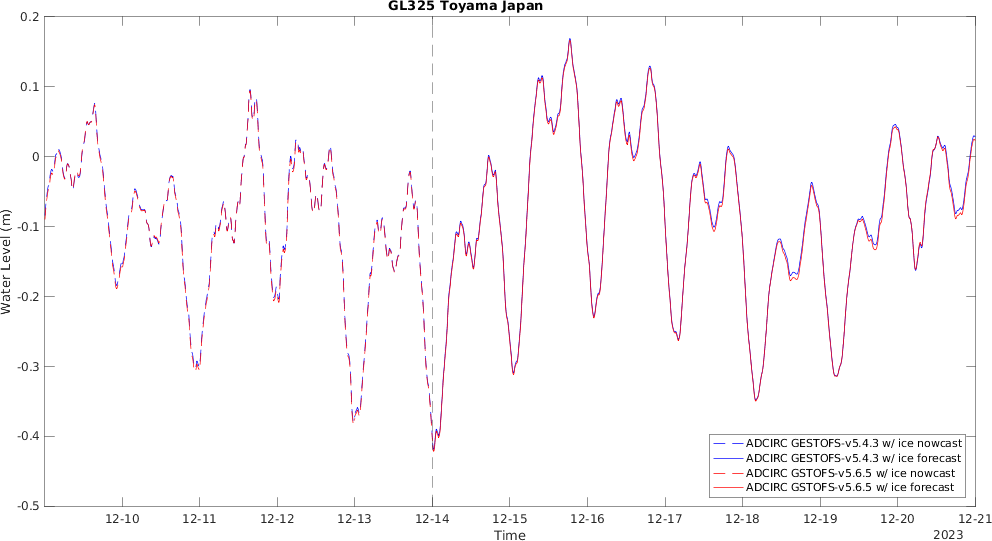 GL325 Toyama Japan
0.2
0.1
0
-0.1
-0.2
-0.3
-0.4
-0.5
Water Level (m)
12-10 12-11 12-12 12-13 12-14 12-15 12-16 12-17 12-18 12-19 12-20 12-21
Time
2023
ADCIRC GESTOFS-v5.4.3 w/ ice nowcast
ADCIRC GESTOFS-v5.4.3 w/ ice forecast
ADCIRC GSTOFS-v5.6.5 w/ ice nowcast
ADCIRC GSTOFS-v5.6.5 w/ ice forecast